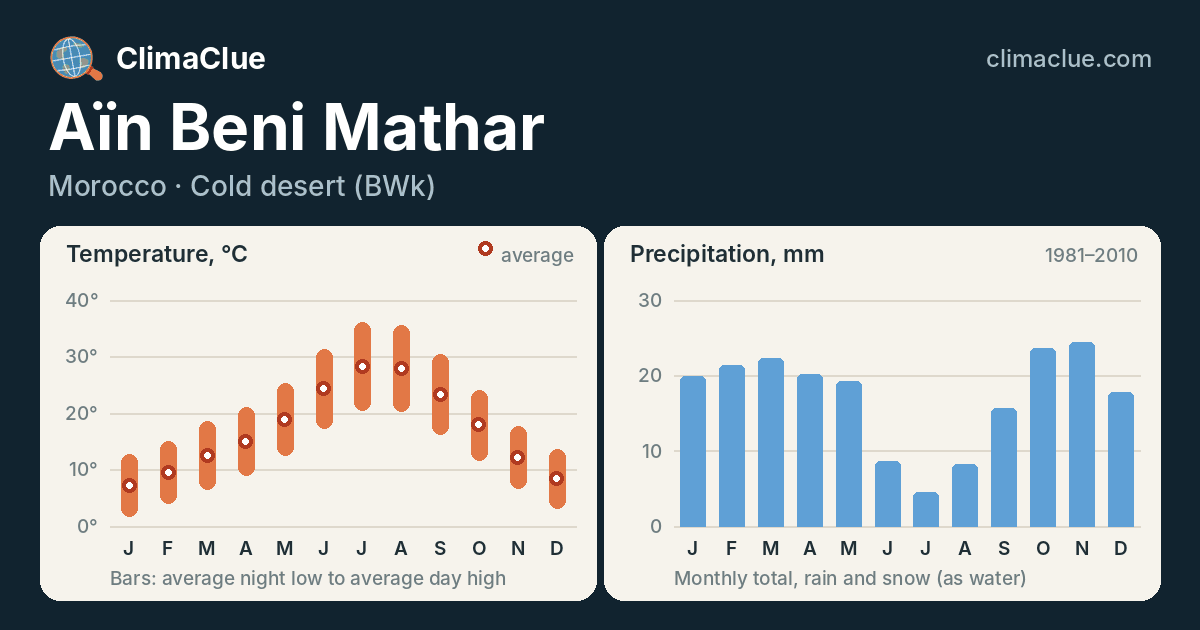 ClimaClue
climaclue.com
Aïn Beni Mathar
Morocco · Cold desert (BWk)
Temperature, °C
average
40°
30°
20°
10°
0°
J F M A M J J A S O N D
Bars: average night low to average day high
Precipitation, mm
1981–2010
30
20
10
0
J F M A M J J A S O N D
Monthly total, rain and snow (as water)